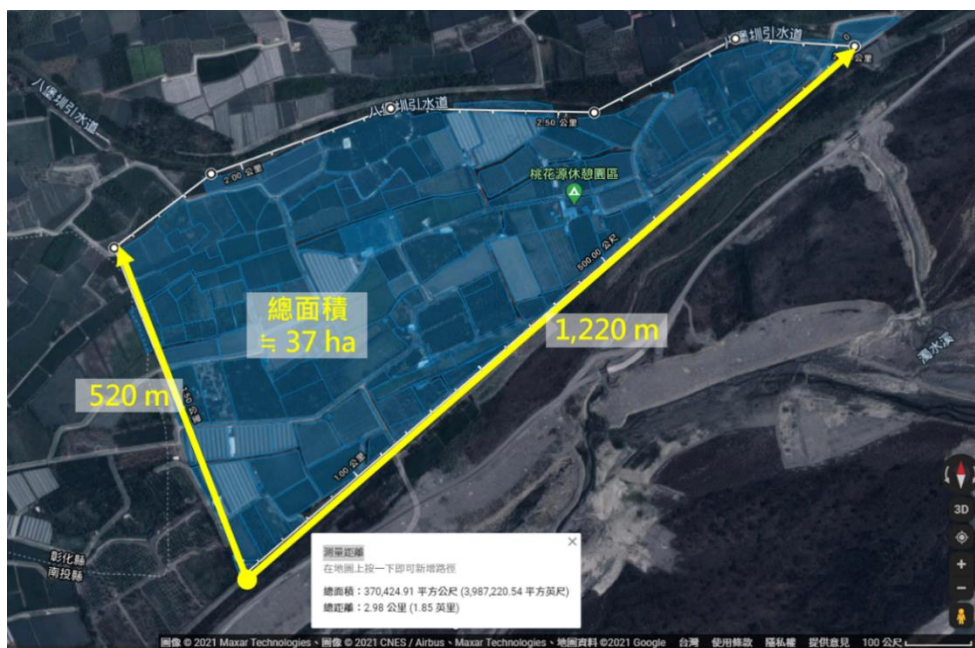 八堡圳引水道
八堡圳引水道
八堡圳引水道
0
公里
2.50 公里
2.00 公里
桃花源休憩園區
500.00 公尺
總面積
≒ 37 ha
1,220 m
濁水溪
520 m
1.50 公里
1.00 公里
彰化縣
南投縣
3D
測量距離
在地圖上按一下即可新增路徑
總面積：370,424.91 平方公尺 (3,987,220.54 平方英尺)
總距離：2.98 公里 (1.85 英里)
圖像 © 2021 Maxar Technologies、圖像 © 2021 CNES / Airbus、Maxar Technologies、地圖資料 ©2021 Google 台灣 使用條款 隱私權 提供意見 100 公尺